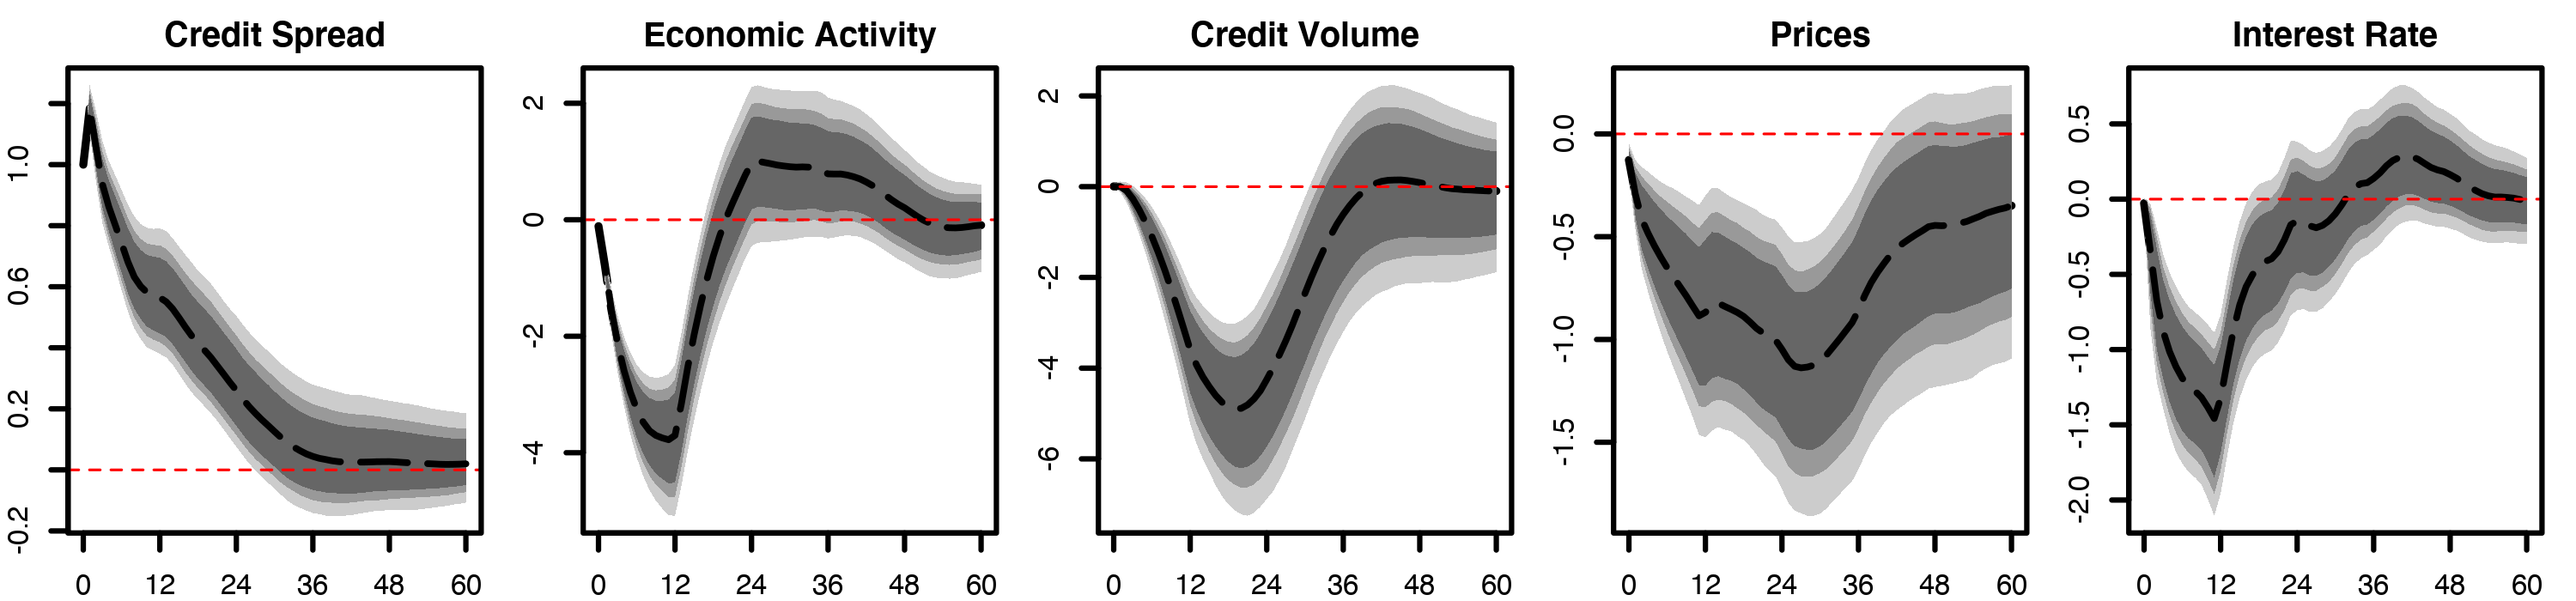 Credit Spread
-0.2 0.2 0.6 1.0
0 12 24 36 48 60
Economic Activity
-4 -2 0 2
0 12 24 36 48 60
Credit Volume
-6 -4 -2 0 2
0 12 24 36 48 60
Prices
-1.5 -1.0 -0.5 0.0
0 12 24 36 48 60
Interest Rate
-2.0 -1.5 -1.0 -0.5 0.0 0.5
0 12 24 36 48 60